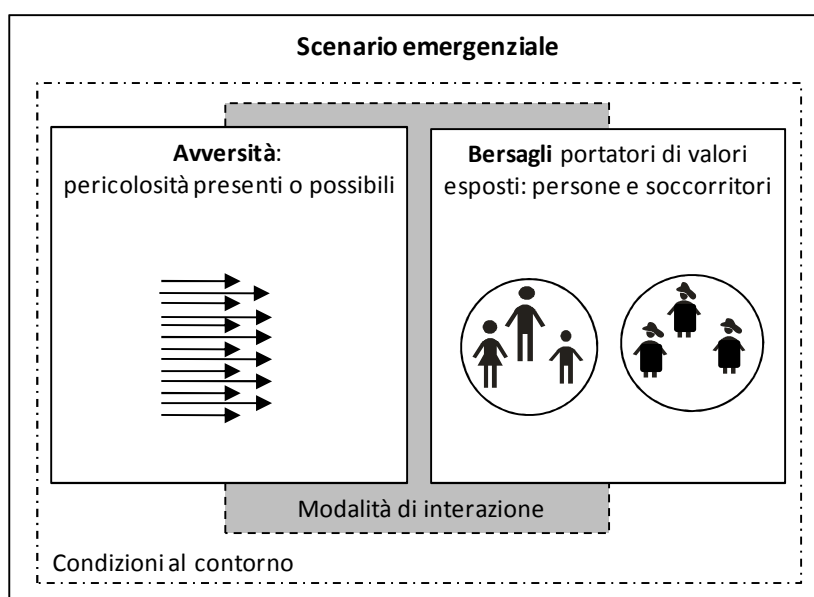 Scenario emergenziale
Avversità:
pericolosità presenti o possibili
Bersagli portatori di valori
esposti: persone e soccorritori
Modalità di interazione
Condizioni al contorno